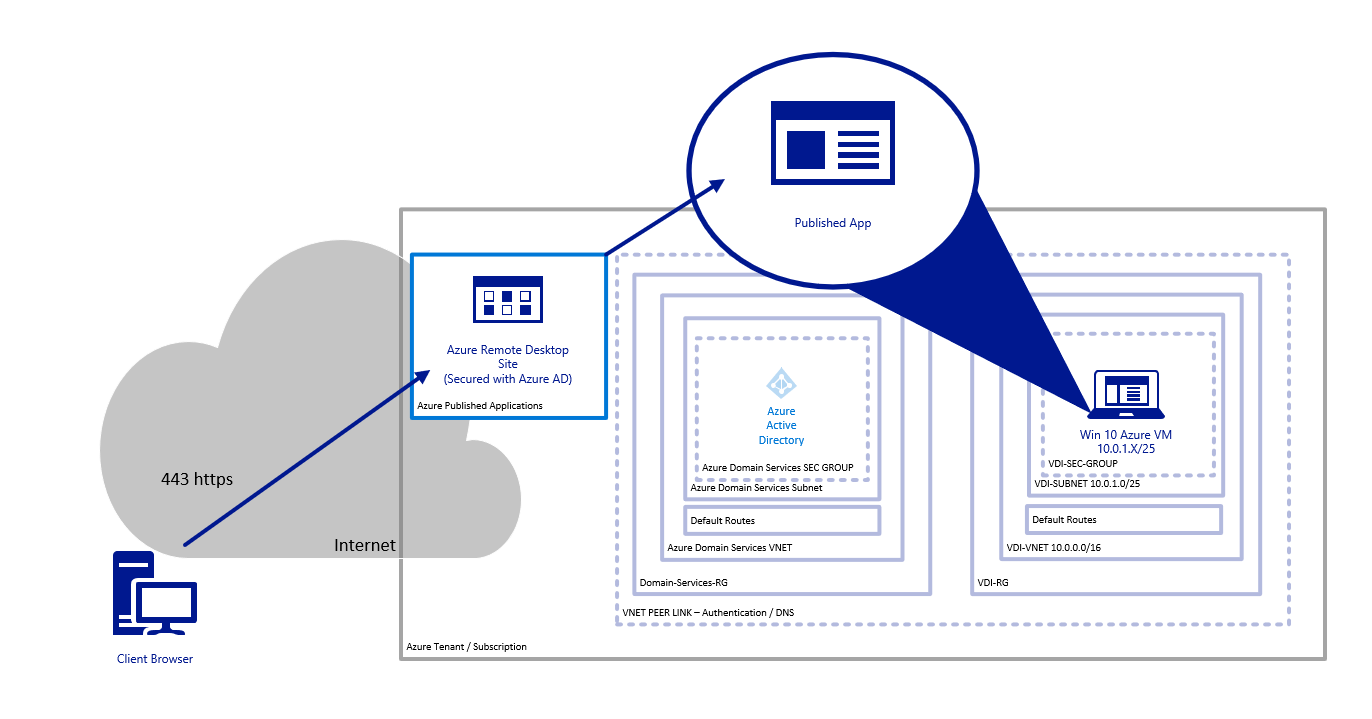 Published App
Azure Remote Desktop
Site
(Secured with Azure AD)
Azure Published Applications
443 https
Internet
Client Browser
Azure
Active
Directory
Azure Domain Services SEC GROUP
Azure Domain Services Subnet
Default Routes
Azure Domain Services VNET
Domain-Services-RG
Win 10 Azure VM
10.0.1.X/25
VDI-SEC-GROUP
VDI-SUBNET 10.0.1.0/25
Default Routes
VDI-VNET 10.0.0.0/16
VDI-RG
VNET PEER LINK – Authentication / DNS
Azure Tenant / Subscription